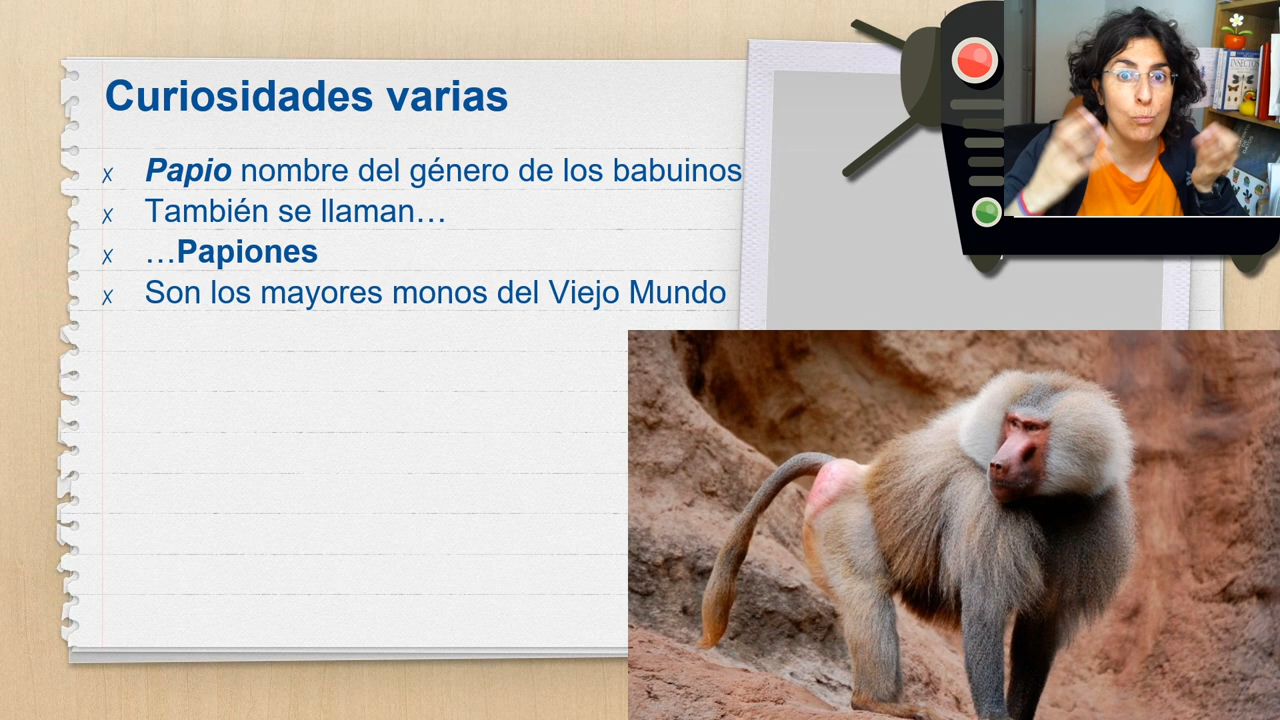 Curiosidades varias
x Papio nombre del género de los babuinos
x También se llaman…
x …Papiones
x Son los mayores monos del Viejo Mundo
INSECTOS